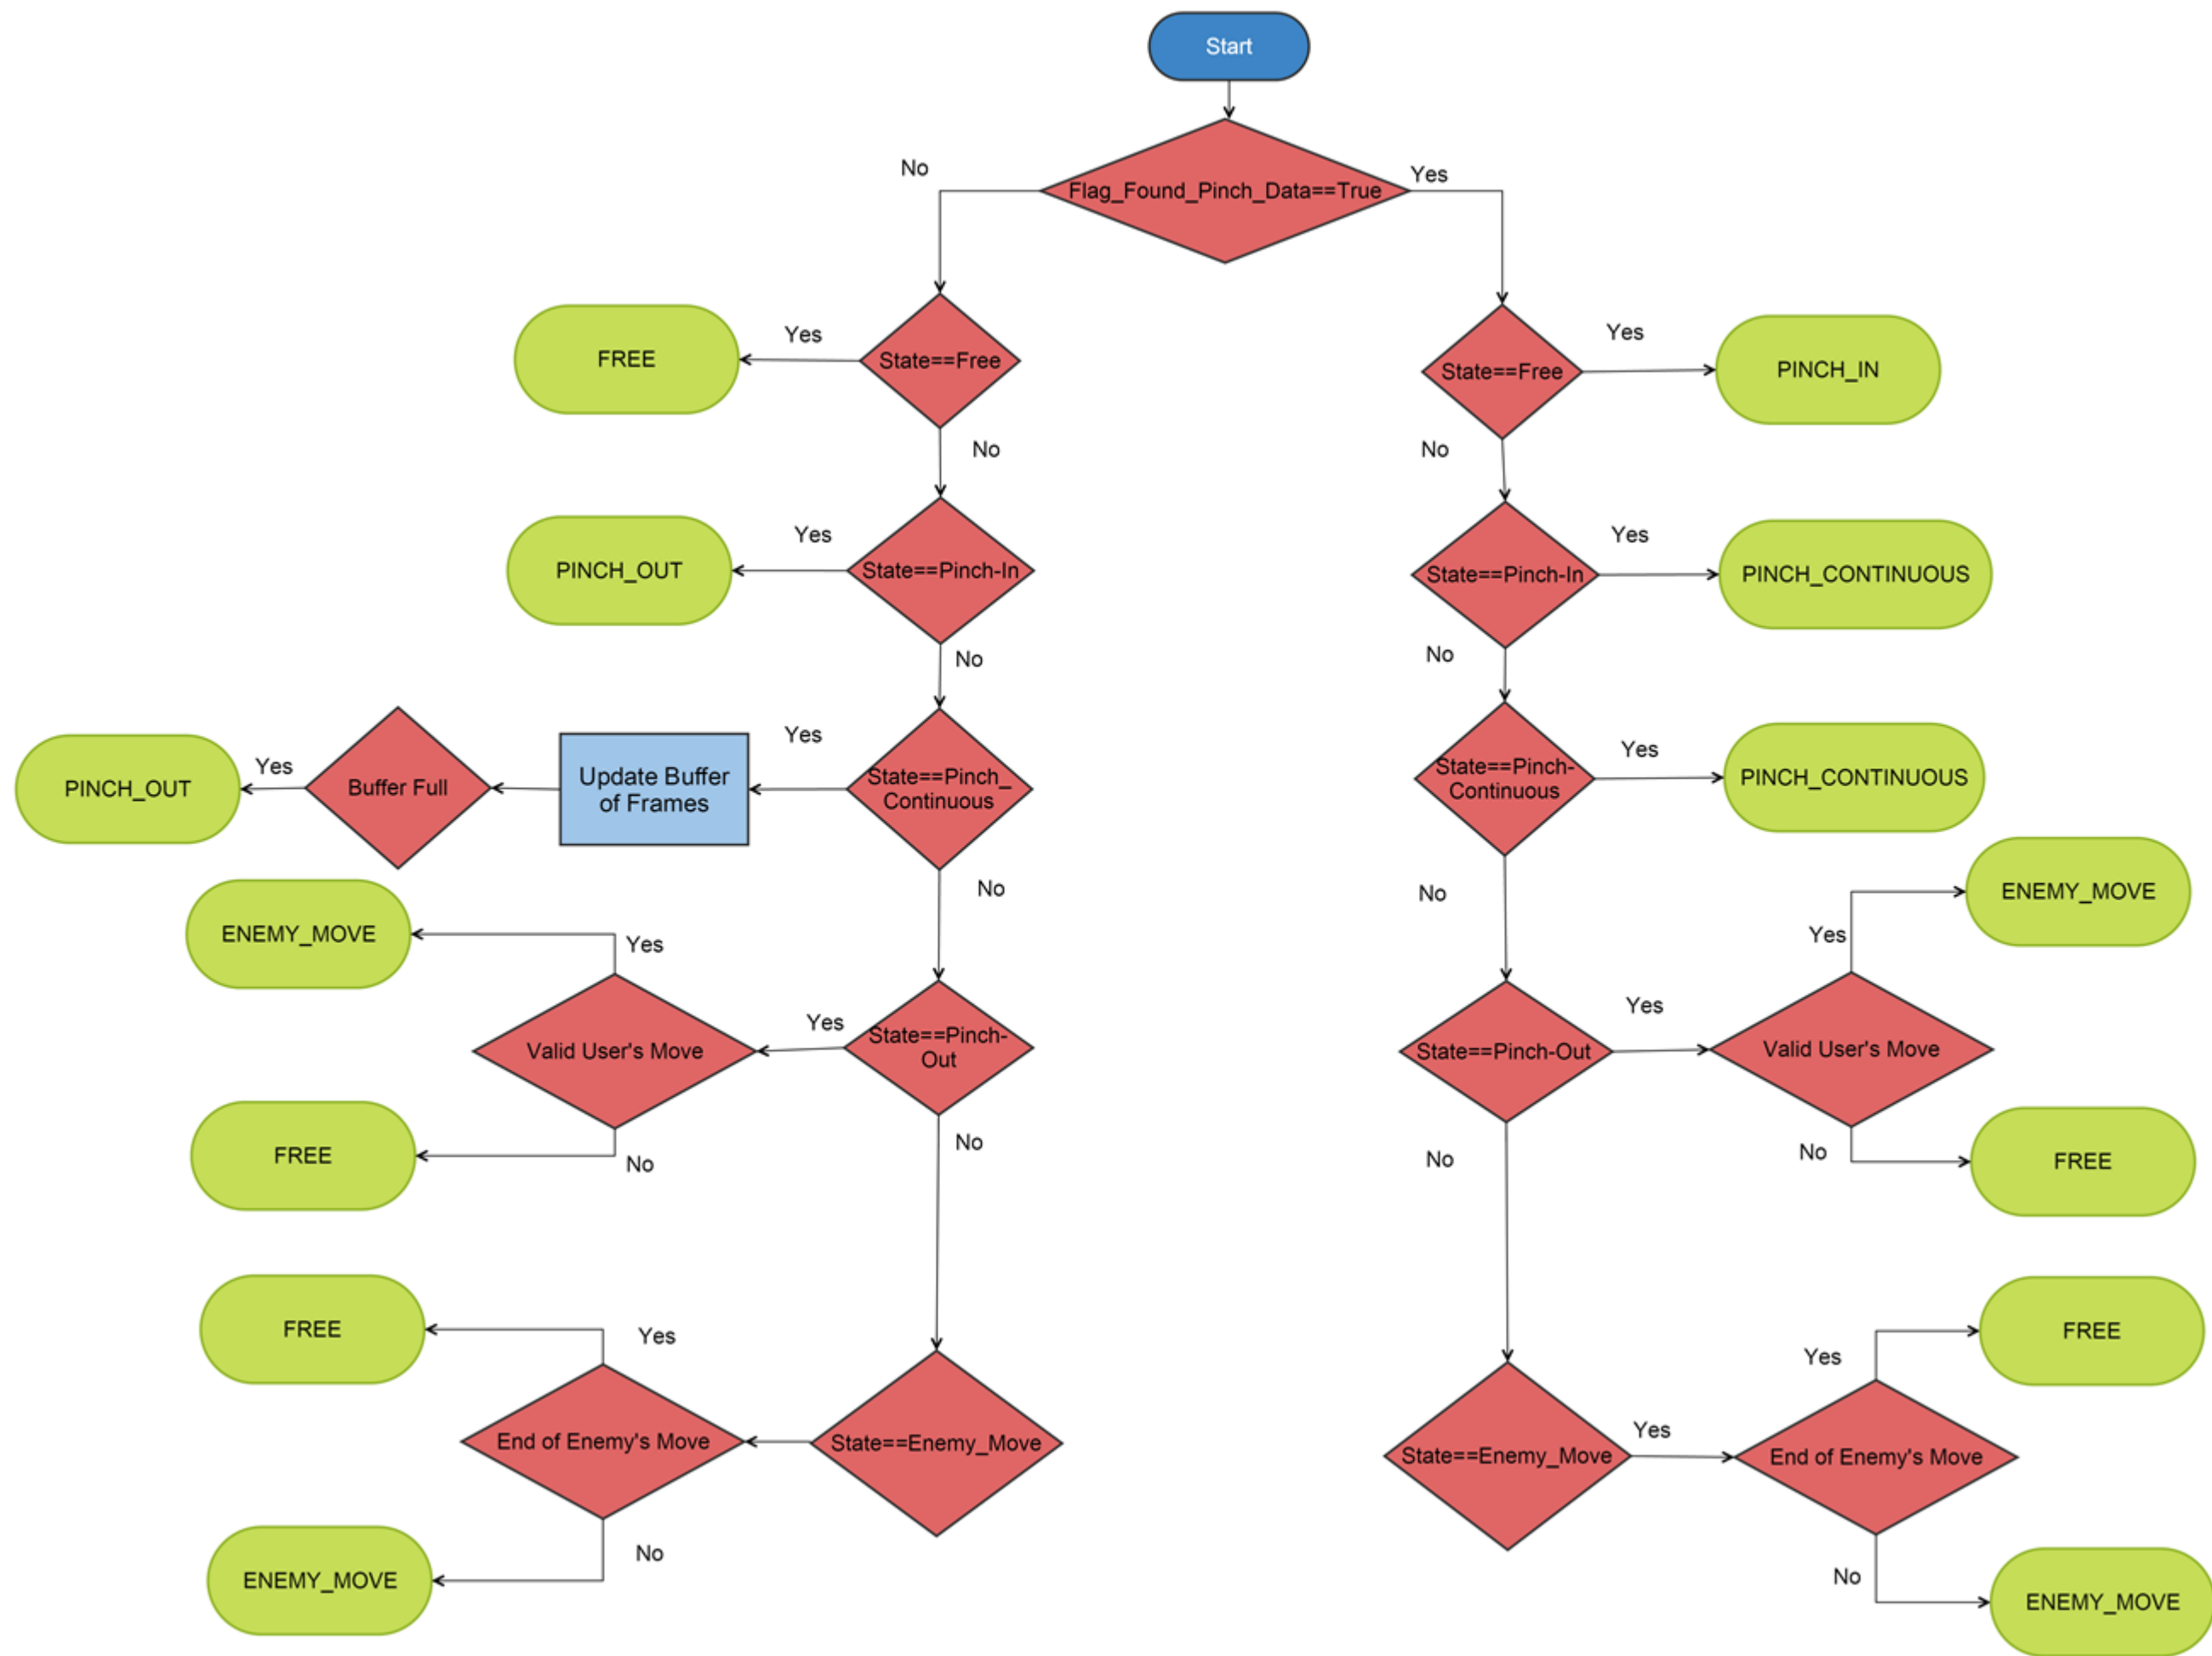 Start
No
Flag_Found_Pinch_Data==True
Yes
FREE
Yes
State==Free
No
State==Free
Yes
PINCH_IN
No
PINCH_OUT
Yes
State==Pinch-In
No
State==Pinch-In
Yes
PINCH_CONTINUOUS
No
PINCH_OUT
Yes
Buffer Full
Update Buffer
of Frames
Yes
State==Pinch_
Continuous
No
State==Pinch-
Continuous
Yes
PINCH_CONTINUOUS
No
ENEMY_MOVE
Yes
Valid User's Move
No
FREE
Yes
State==Pinch-
Out
No
State==Pinch-Out
Yes
Valid User's Move
Yes
ENEMY_MOVE
No
FREE
No
FREE
Yes
End of Enemy's Move
No
ENEMY_MOVE
State==Enemy_Move
State==Enemy_Move
Yes
End of Enemy's Move
Yes
FREE
No
ENEMY_MOVE